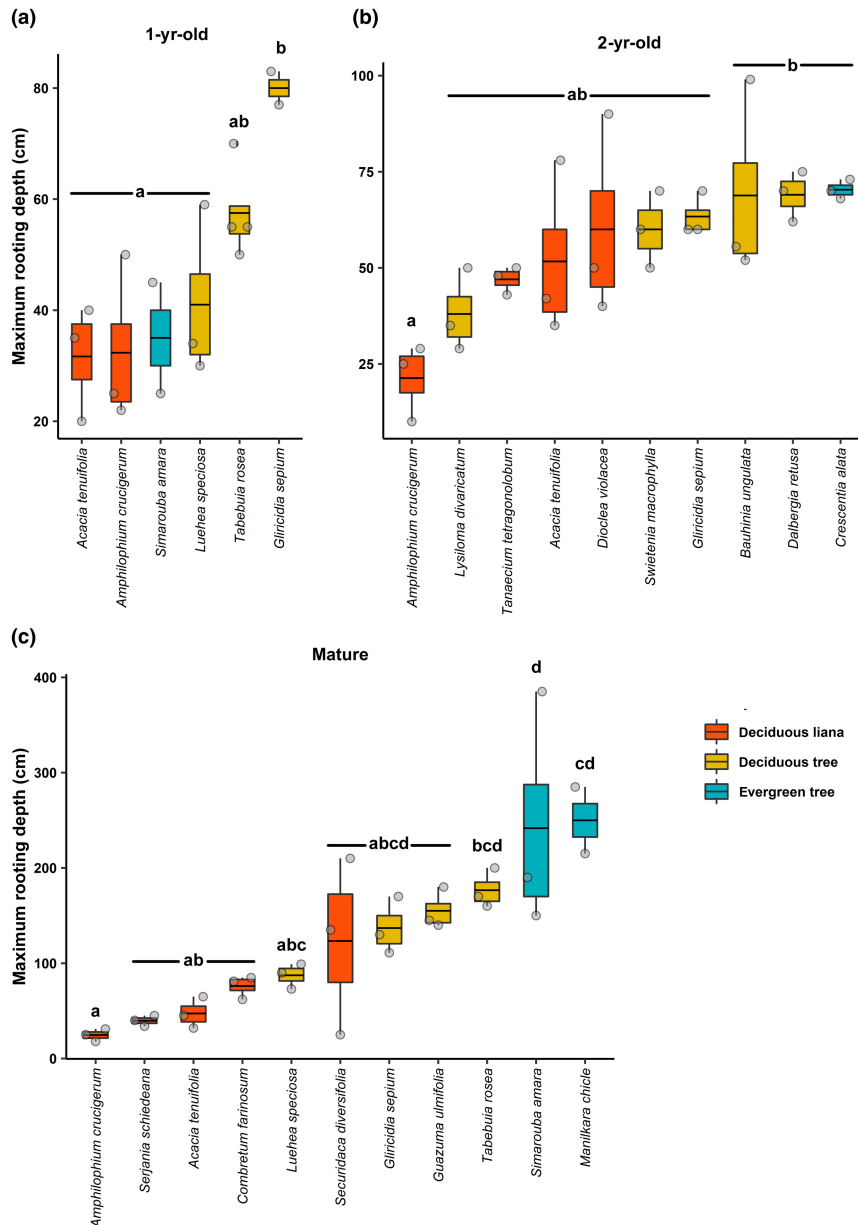 (a)
1-yr-old
Maximum rooting depth (cm)
80
60
40
20
a
ab
b
Acacia tenuifolia
Amphilophium crucigerum
Simarouba amara
Luehea speciosa
Tabebuia rosea
Gliricidia sepium
(b)
2-yr-old
100
75
50
25
a
ab
b
Amphilophium crucigerum
Lysiloma divaricatum
Tanaecium tetragonolobum
Acacia tenuifolia
Dioclea violacea
Swietenia macrophylla
Gliricidia sepium
Bauhinia ungulata
Dalbergia retusa
Crescentia alata
(c)
Mature
Maximum rooting depth (cm)
400
300
200
100
0
a
ab
abc
abcd
bcd
d
cd
Amphilophium crucigerum
Serjania schiedeana
Acacia tenuifolia
Combretum farinosum
Luehea speciosa
Securidaca diversifolia
Gliricidia sepium
Guazuma ulmifolia
Tabebuia rosea
Simarouba amara
Manilkara chicle
Deciduous liana
Deciduous tree
Evergreen tree